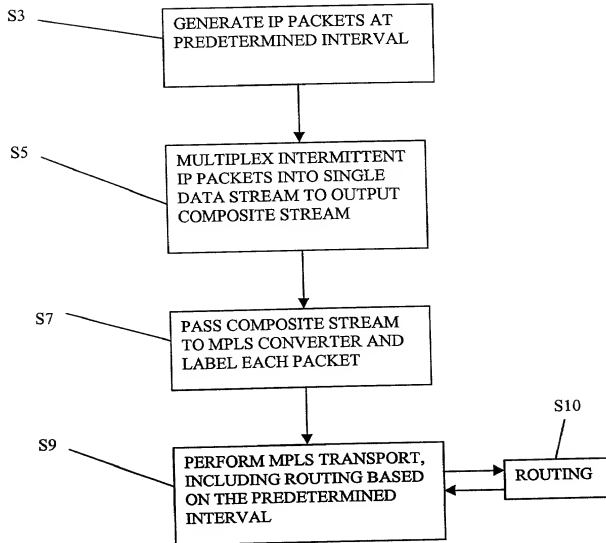 S3
GENERATE IP PACKETS AT
PREDETERMINED INTERVAL
S5
MULTIPLEX INTERMITTENT
IP PACKETS INTO SINGLE
DATA STREAM TO OUTPUT
COMPOSITE STREAM
S7
PASS COMPOSITE STREAM
TO MPLS CONVERTER AND
LABEL EACH PACKET
S9
PERFORM MPLS TRANSPORT,
INCLUDING ROUTING BASED
ON THE PREDETERMINED
INTERVAL
S10
ROUTING